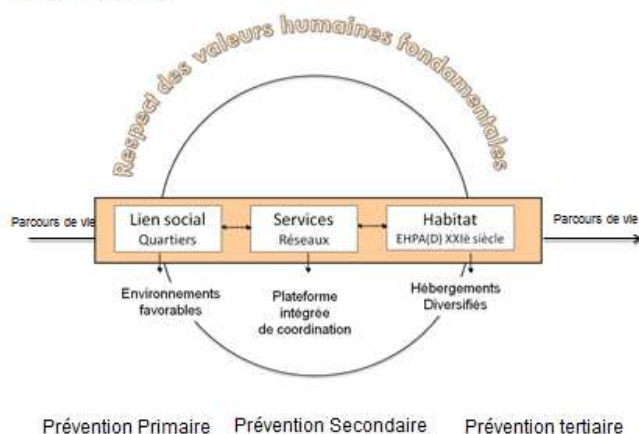 Respect des valeurs humaines fondamentales
Parcours de vie
Lien social
Quartiers
Services
Réseaux
Habitat
EHPA(D) XXIè siècle
Parcours de vie
Environnements
favorables
Plateforme
intégrée
de coordination
Hébergements
Diversifiés
Prévention Primaire
Prévention Secondaire
Prévention tertiaire